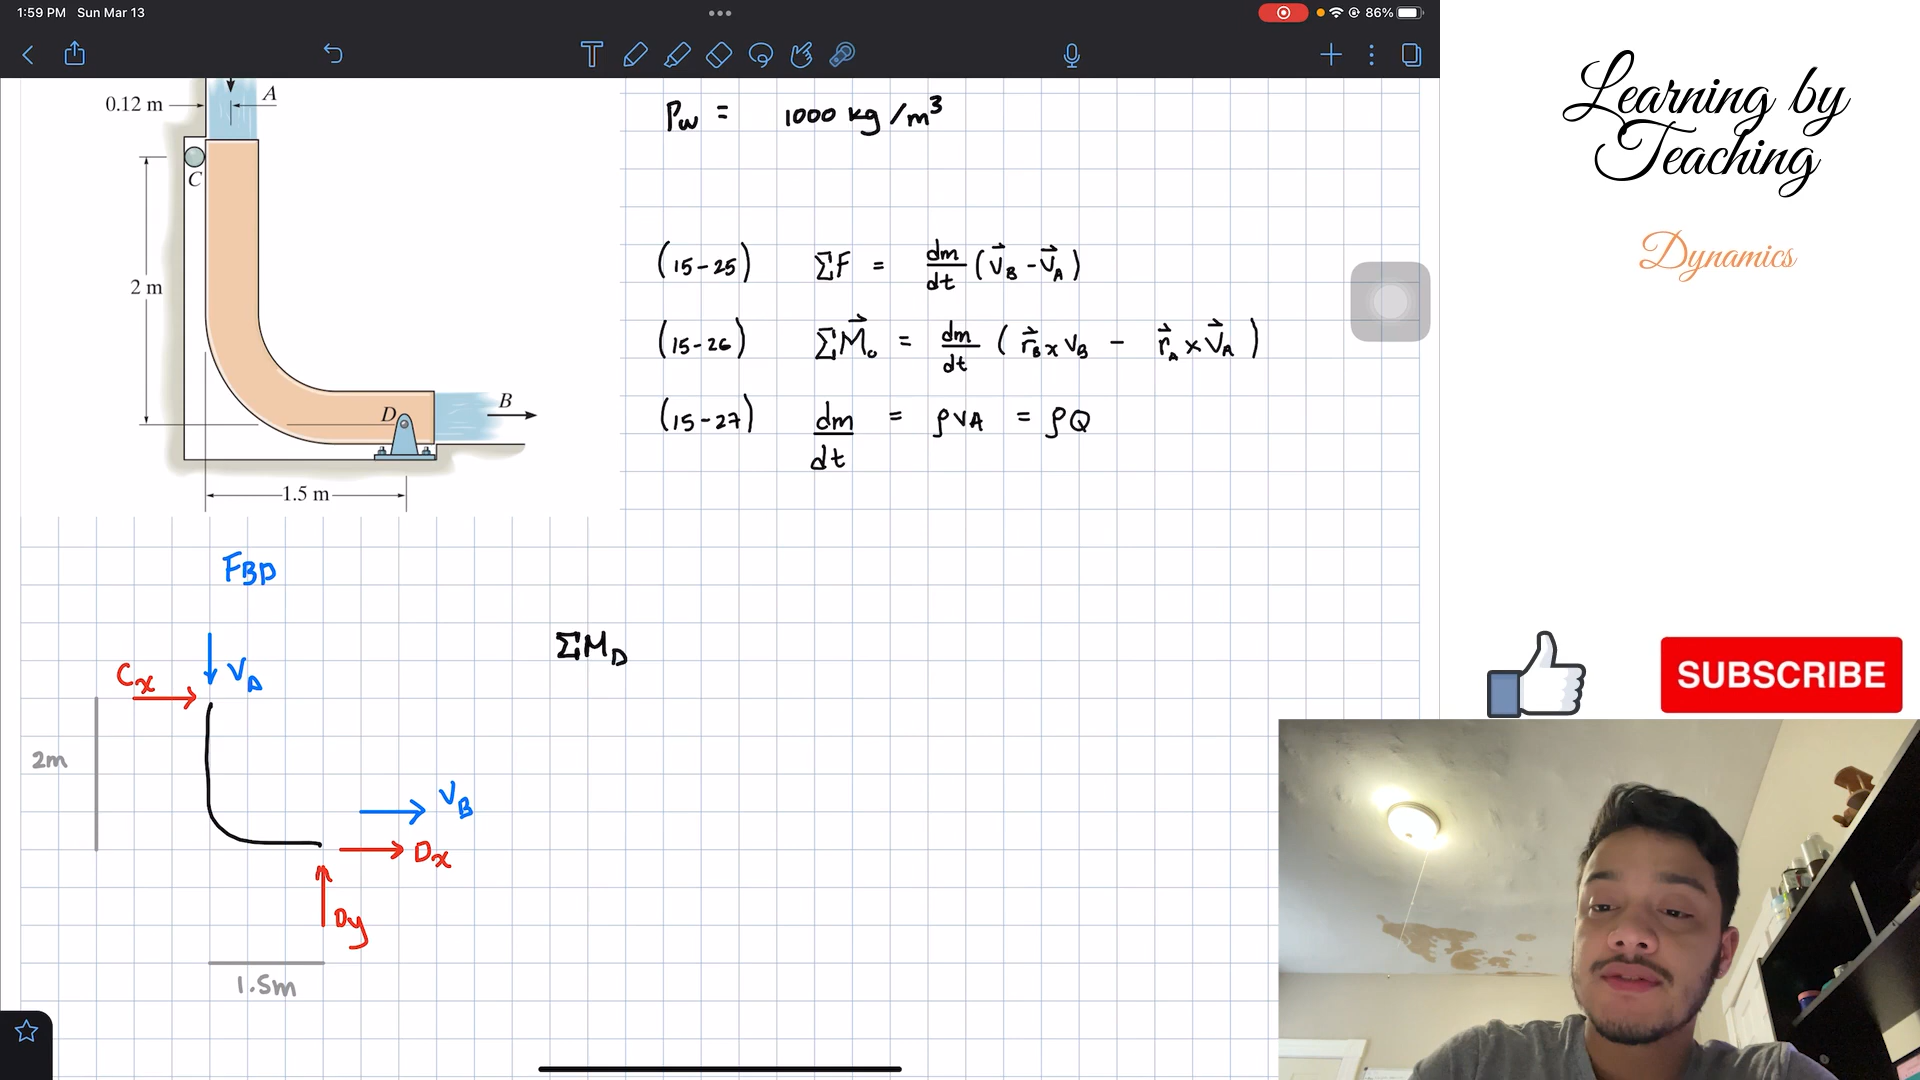 1:59 PM Sun Mar 13
86%
Learning by
Teaching
Dynamics
0.12 m
A
C
2 m
D
B
1.5 m
ρw = 1000 kg/m³
(15-25) ΣF = dm/dt (V⃗B - V⃗A)
(15-26) ΣM⃗o = dm/dt ( r⃗B x VB - r⃗A x V⃗A )
(15-27) dm/dt = ρVA = ρQ
FBD
ΣMD
Cx
VA
2m
VB
Dx
Dy
1.5m
SUBSCRIBE